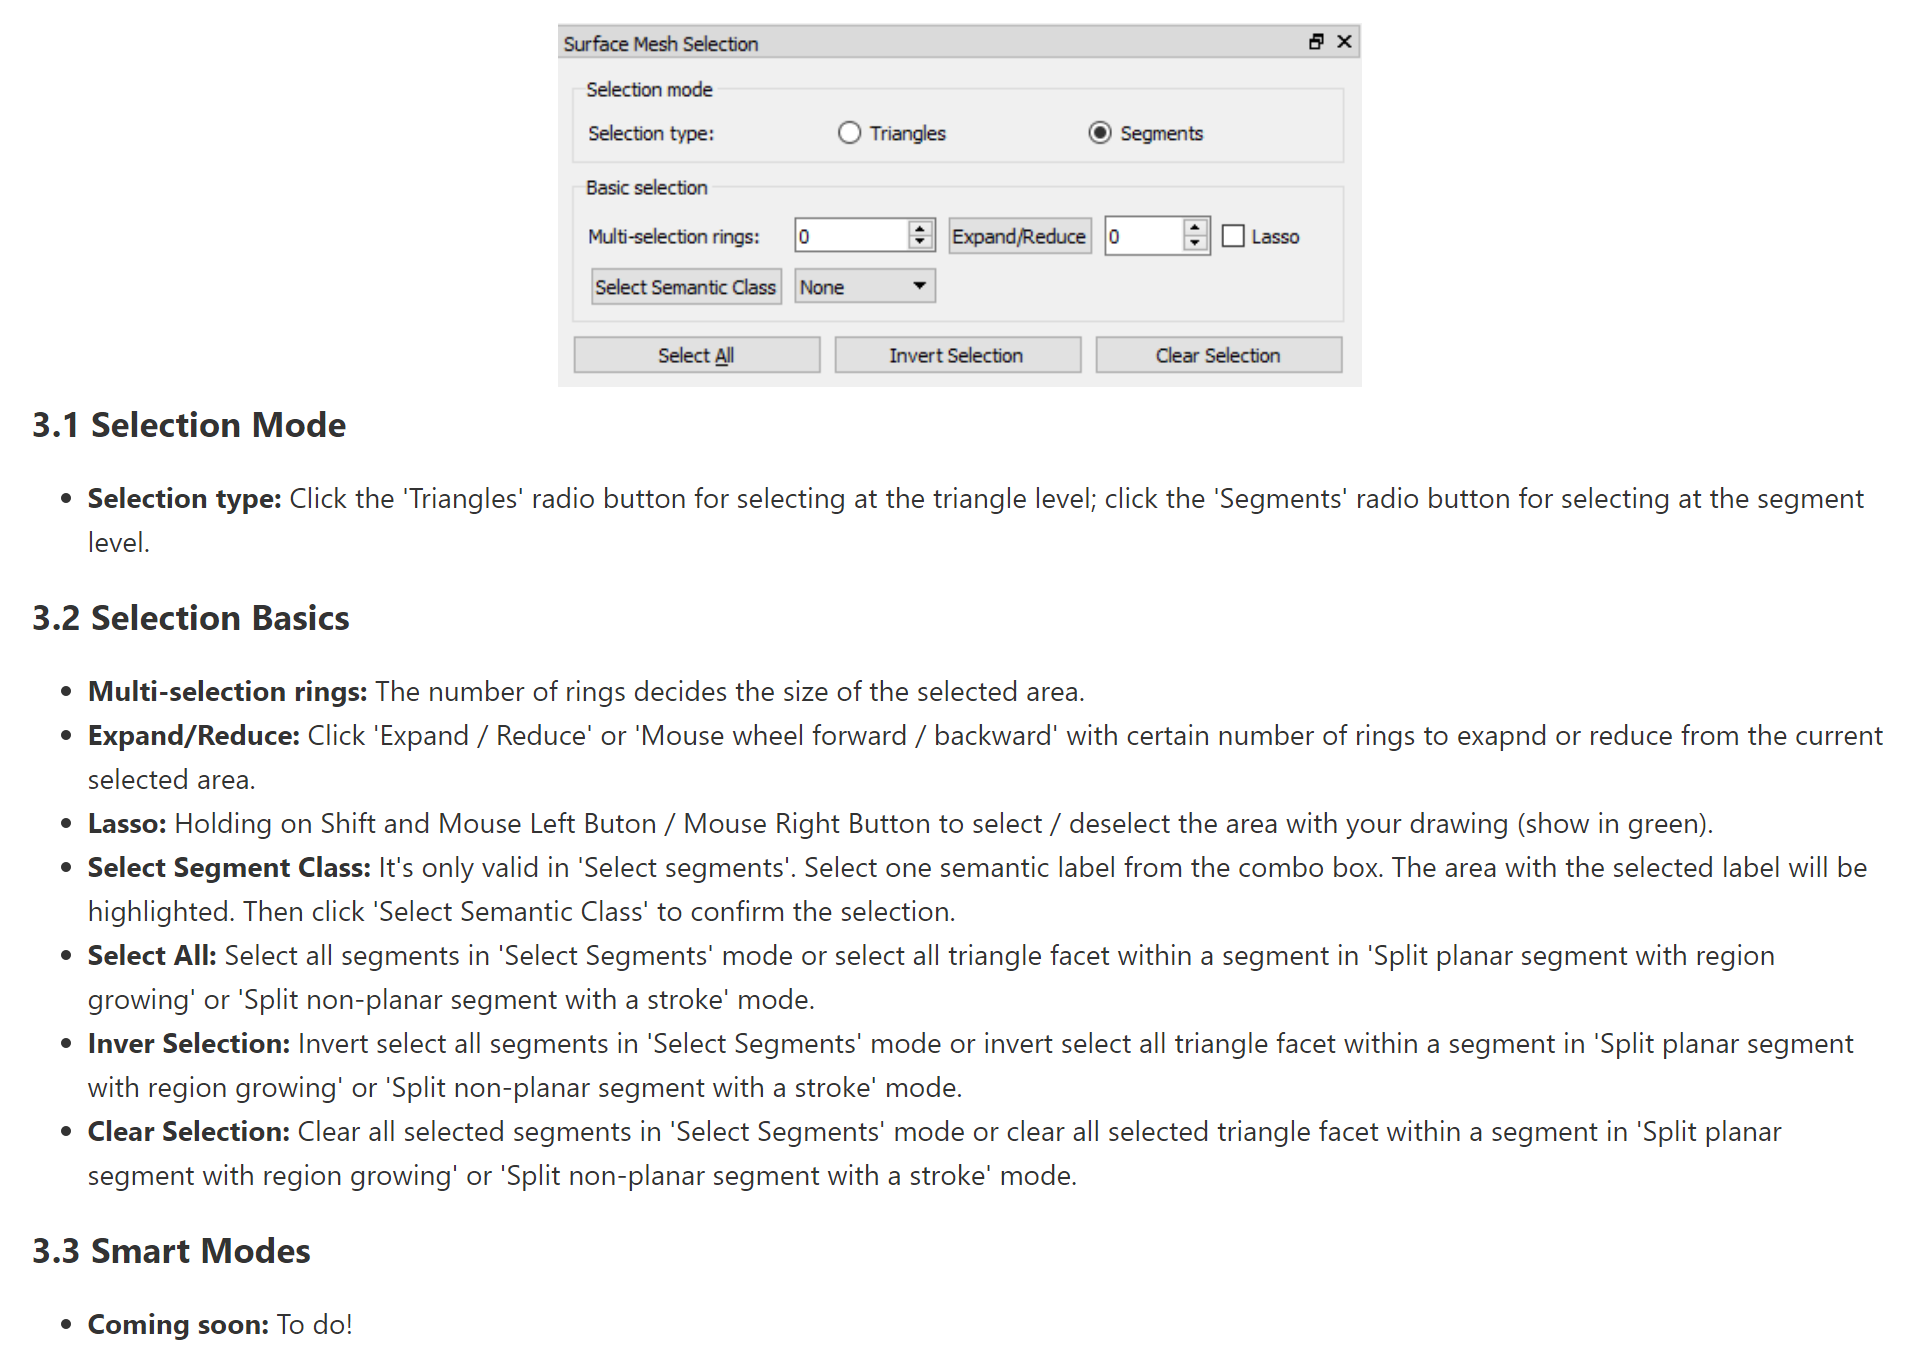 Surface Mesh Selection
Selection mode
Selection type: Triangles Segments
Basic selection
Multi-selection rings: 0 Expand/Reduce 0 Lasso
Select Semantic Class None
Select All Invert Selection Clear Selection
3.1 Selection Mode
• Selection type: Click the 'Triangles' radio button for selecting at the triangle level; click the 'Segments' radio button for selecting at the segment
level.
3.2 Selection Basics
• Multi-selection rings: The number of rings decides the size of the selected area.
• Expand/Reduce: Click 'Expand / Reduce' or 'Mouse wheel forward / backward' with certain number of rings to exapnd or reduce from the current
selected area.
• Lasso: Holding on Shift and Mouse Left Buton / Mouse Right Button to select / deselect the area with your drawing (show in green).
• Select Segment Class: It's only valid in 'Select segments'. Select one semantic label from the combo box. The area with the selected label will be
highlighted. Then click 'Select Semantic Class' to confirm the selection.
• Select All: Select all segments in 'Select Segments' mode or select all triangle facet within a segment in 'Split planar segment with region
growing' or 'Split non-planar segment with a stroke' mode.
• Inver Selection: Invert select all segments in 'Select Segments' mode or invert select all triangle facet within a segment in 'Split planar segment
with region growing' or 'Split non-planar segment with a stroke' mode.
• Clear Selection: Clear all selected segments in 'Select Segments' mode or clear all selected triangle facet within a segment in 'Split planar
segment with region growing' or 'Split non-planar segment with a stroke' mode.
3.3 Smart Modes
• Coming soon: To do!